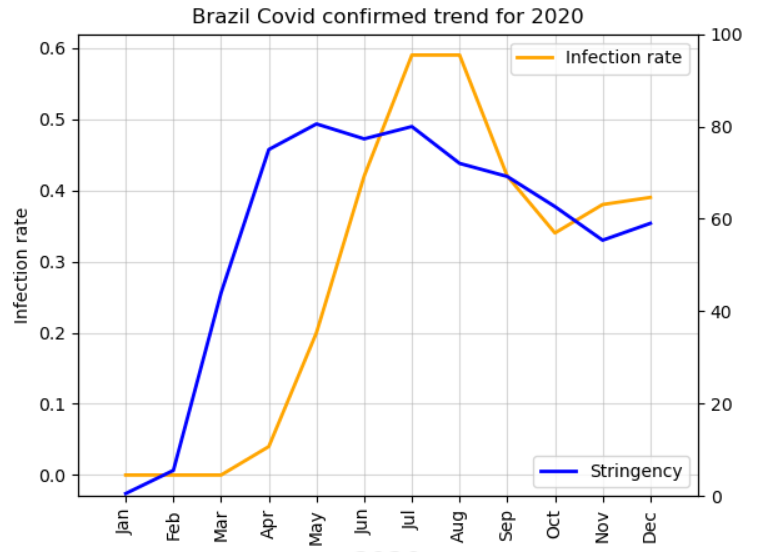 Brazil Covid confirmed trend for 2020
Infection rate
0.6
0.5
0.4
0.3
0.2
0.1
0.0
Infection rate
100
80
60
40
20
0
Stringency
Jan
Feb
Mar
Apr
May
Jun
Jul
Aug
Sep
Oct
Nov
Dec